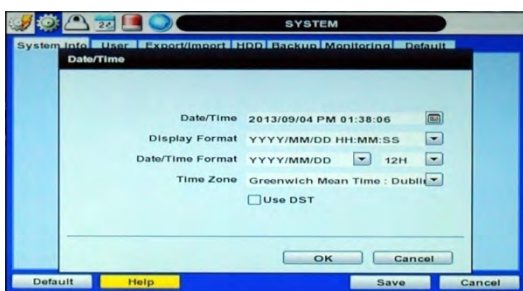 SYSTEM
System Info User Export/Import HDD Backup Monitoring Default
Date/Time
Date/Time 2013/09/04 PM 01:38:06
Display Format YYYY/MM/DD HH:MM:SS
Date/Time Format YYYY/MM/DD 12H
Time Zone Greenwich Mean Time : Dubli
Use DST
OK Cancel
Default Help Save Cancel